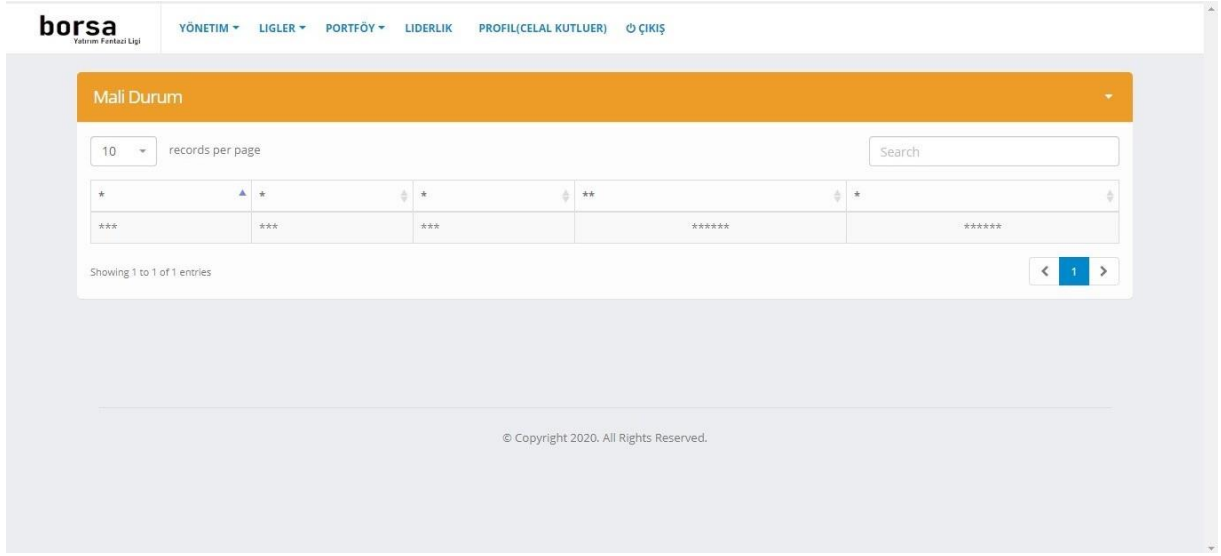 borsa
Yatırım Fantazi Ligi
YÖNETIM LIGLER PORTFÖY LIDERLIK PROFIL(CELAL KUTLUER) ÇIKIŞ
Mali Durum
10 records per page Search
* * * ** *
*** *** *** ****** ******
Showing 1 to 1 of 1 entries 1
© Copyright 2020. All Rights Reserved.